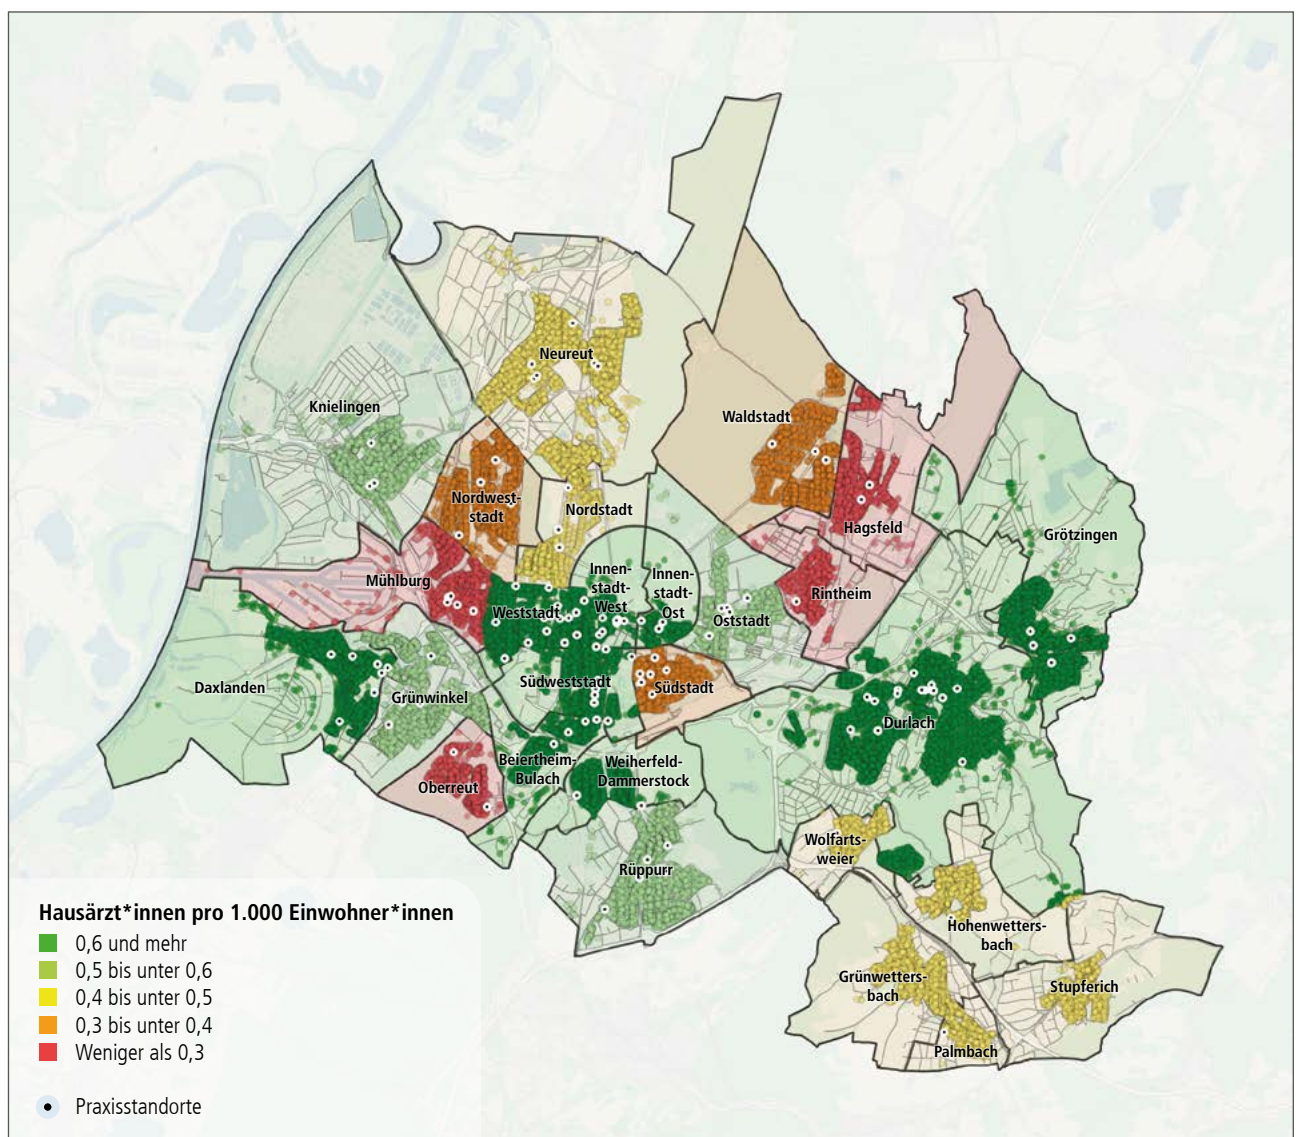 Neureut
Knielingen
Waldstadt
Nordwest-
stadt
Nordstadt
Hagsfeld
Grötzingen
Mühlburg
Innen-
stadt-
West
Innen-
stadt-
Ost
Rintheim
Weststadt
Oststadt
Daxlanden
Grünwinkel
Südweststadt
Südstadt
Durlach
Oberreut
Beiertheim-
Bulach
Weiherfeld-
Dammerstock
Rüppurr
Wolfarts-
weier
Hohenwetters-
bach
Grünwetters-
bach
Stupferich
Palmbach
Hausärzt*innen pro 1.000 Einwohner*innen
0,6 und mehr
0,5 bis unter 0,6
0,4 bis unter 0,5
0,3 bis unter 0,4
Weniger als 0,3
Praxisstandorte